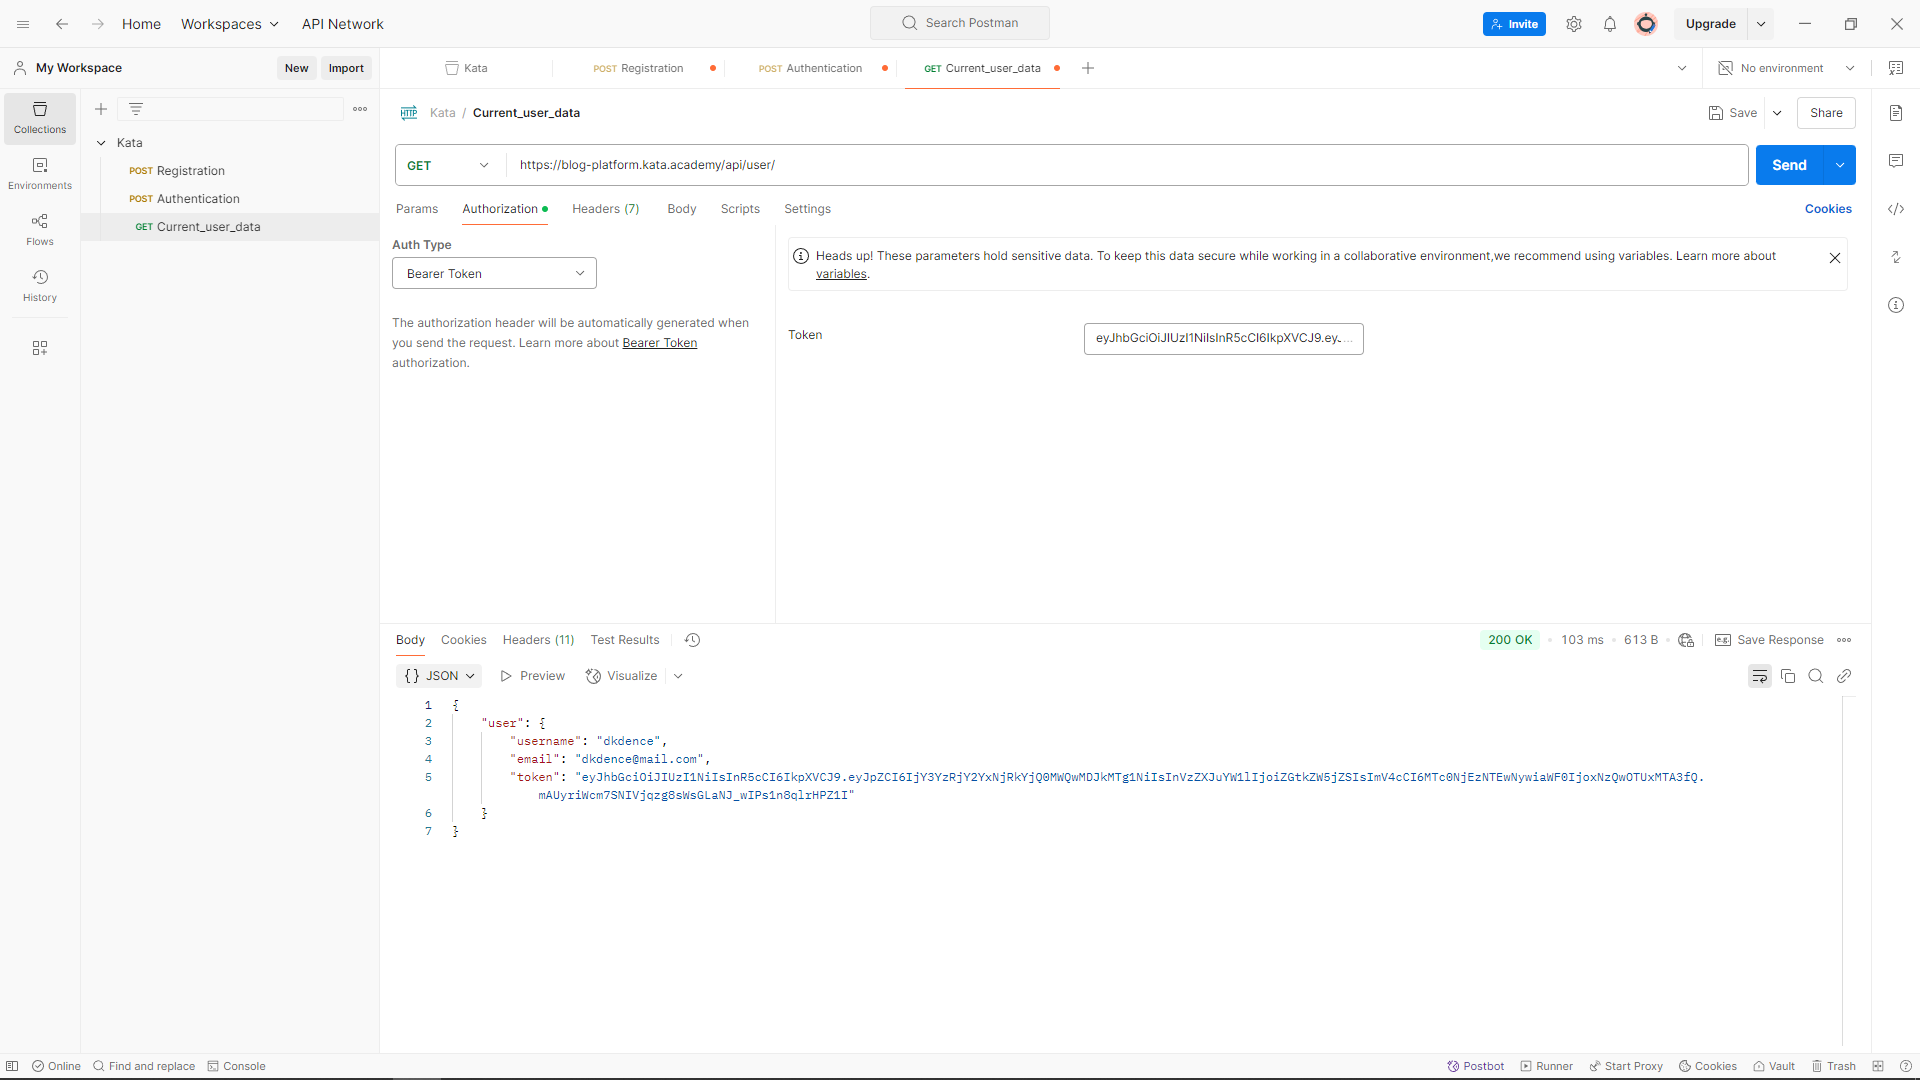 Home
Workspaces
API Network
Search Postman
Invite
Upgrade
My Workspace
New
Import
Kata
POST Registration
POST Authentication
GET Current_user_data
No environment
Collections
Environments
Flows
History
Kata
POST Registration
POST Authentication
GET Current_user_data
HTTP
Kata / Current_user_data
Save
Share
GET
https://blog-platform.kata.academy/api/user/
Send
Params
Authorization
Headers (7)
Body
Scripts
Settings
Cookies
Auth Type
Bearer Token
The authorization header will be automatically generated when
you send the request. Learn more about Bearer Token
authorization.
Heads up! These parameters hold sensitive data. To keep this data secure while working in a collaborative environment,we recommend using variables. Learn more about
variables.
Token
eyJhbGciOiJIUzI1NiIsInR5cCI6IkpXVCJ9.eyJ...
Body
Cookies
Headers (11)
Test Results
200 OK
103 ms
613 B
e.g.
Save Response
{} JSON
Preview
Visualize
1 {
2 "user": {
3 "username": "dkdence",
4 "email": "dkdence@mail.com",
5 "token": "eyJhbGciOiJIUzI1NiIsInR5cCI6IkpXVCJ9.eyJpZCI6IjY3YzRjY2YxNjRkYjQ0MWQwMDJkMTg1NiIsInVzZXJuYW1lIjoiZGtkZW5jZSIsImV4cCI6MTc0NjEzNTEwNywiaWF0IjoxNzQwOTUxMTA3fQ.
mAUyriWcm7SNIVjqzg8sWsGLaNJ_wIPs1n8qlrHPZ1I"
6 }
7 }
Online
Find and replace
Console
Postbot
Runner
Start Proxy
Cookies
Vault
Trash